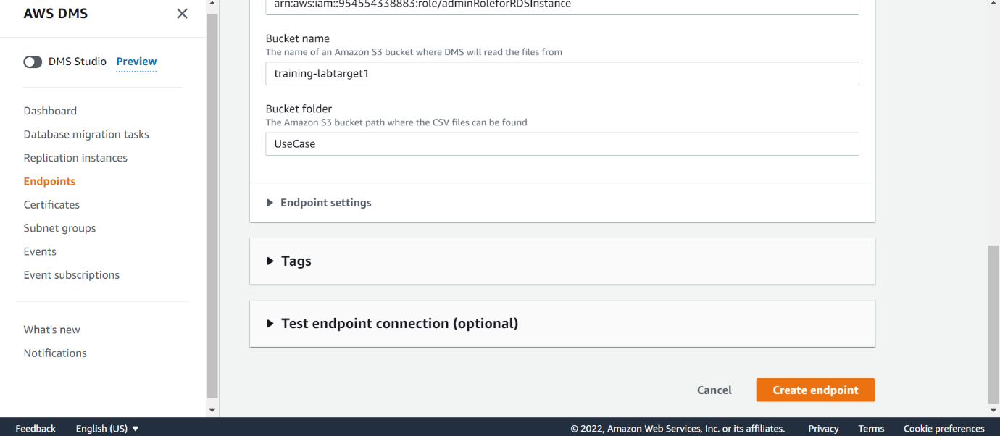 AWS DMS
DMS Studio Preview
Dashboard
Database migration tasks
Replication instances
Endpoints
Certificates
Subnet groups
Events
Event subscriptions
What's new
Notifications
arn:aws:iam::954554338883:role/adminRoleforRDSInstance
Bucket name
The name of an Amazon S3 bucket where DMS will read the files from
training-labtarget1
Bucket folder
The Amazon S3 bucket path where the CSV files can be found
UseCase
Endpoint settings
Tags
Test endpoint connection (optional)
Cancel Create endpoint
Feedback English (US) © 2022, Amazon Web Services, Inc. or its affiliates. Privacy Terms Cookie preferences